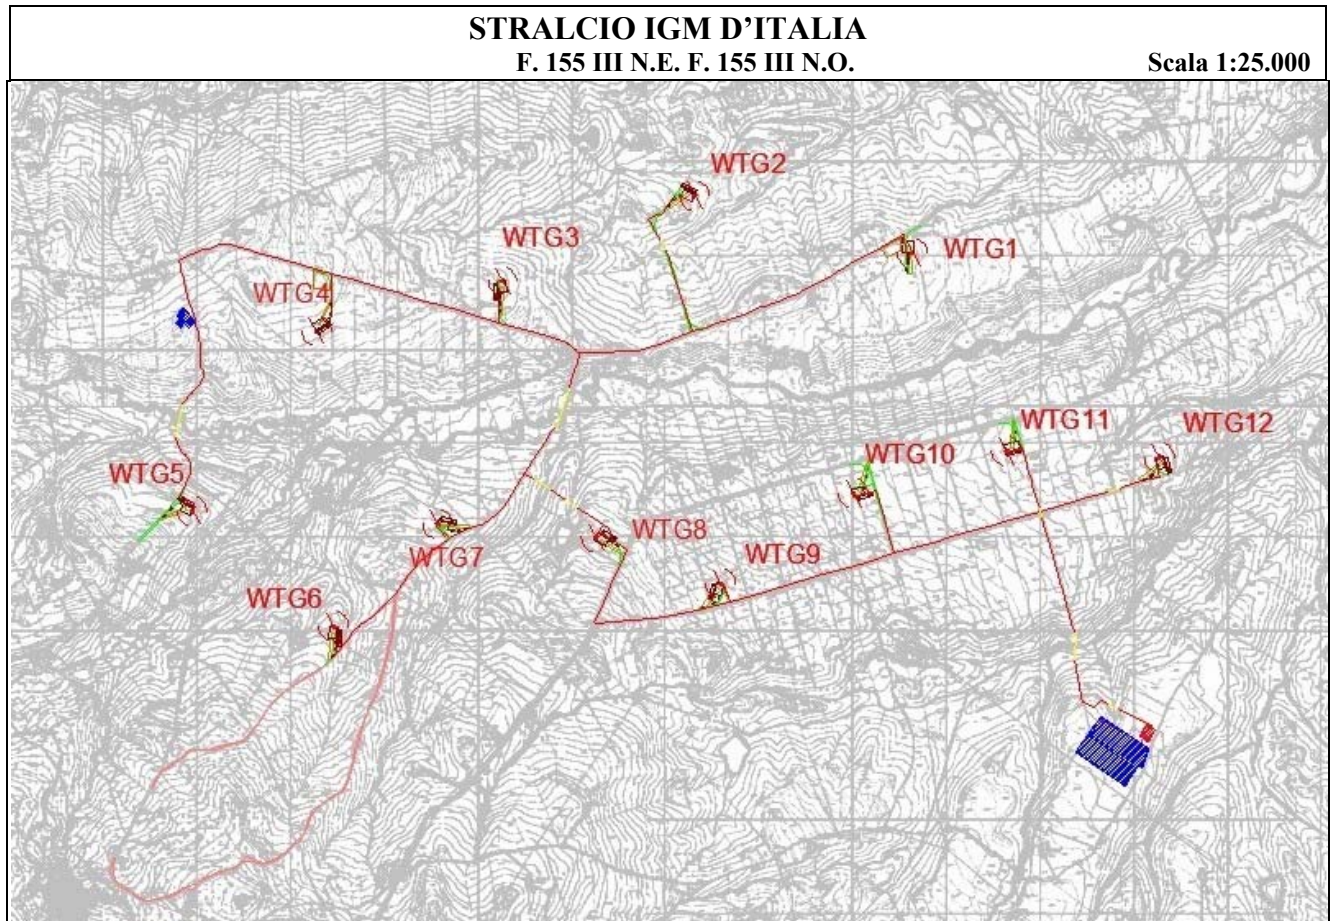 STRALCIO IGM D’ITALIA
F. 155 III N.E. F. 155 III N.O. Scala 1:25.000
WTG2
WTG3
WTG1
WTG4
WTG11
WTG12
WTG10
WTG5
WTG8
WTG7
WTG9
WTG6